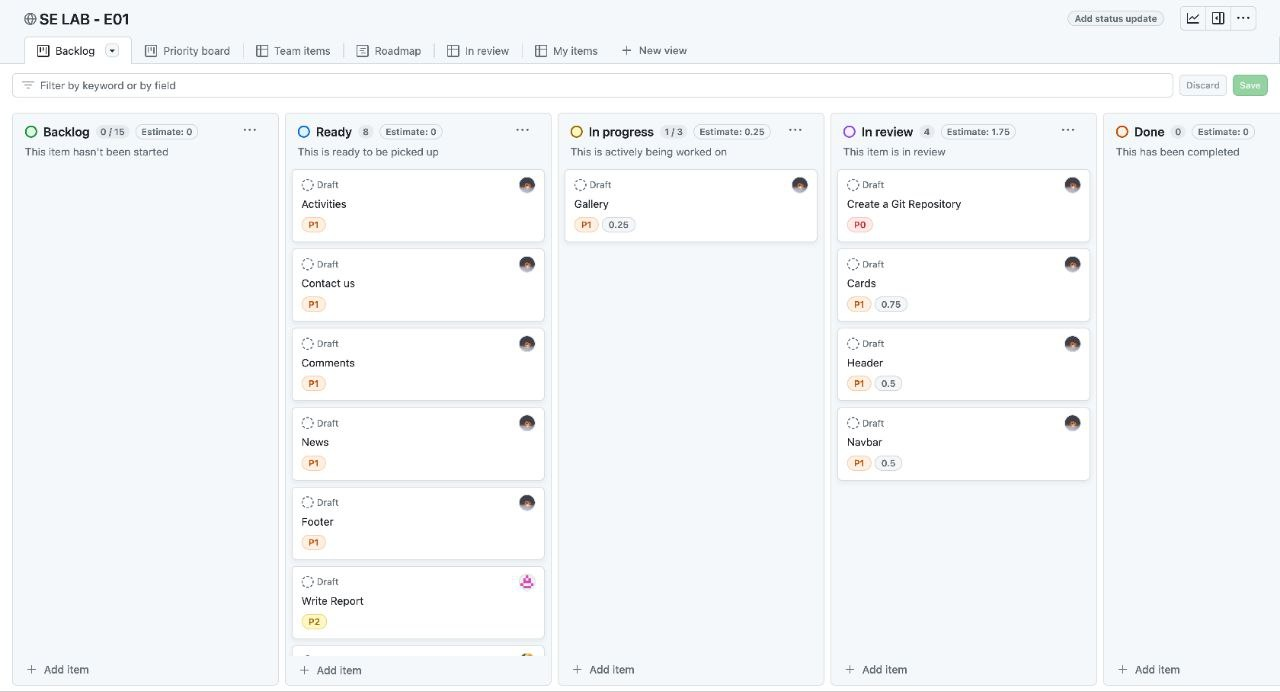 SE LAB - E01
Add status update
Backlog
Priority board
Team items
Roadmap
In review
My items
New view
Filter by keyword or by field
Discard
Save
Backlog 0 / 15 Estimate: 0
This item hasn't been started
Add item
Ready 8 Estimate: 0
This is ready to be picked up
Draft
Activities
P1
Draft
Contact us
P1
Draft
Comments
P1
Draft
News
P1
Draft
Footer
P1
Draft
Write Report
P2
Add item
In progress 1 / 3 Estimate: 0.25
This is actively being worked on
Draft
Gallery
P1 0.25
Add item
In review 4 Estimate: 1.75
This item is in review
Draft
Create a Git Repository
P0
Draft
Cards
P1 0.75
Draft
Header
P1 0.5
Draft
Navbar
P1 0.5
Add item
Done 0 Estimate: 0
This has been completed
Add item